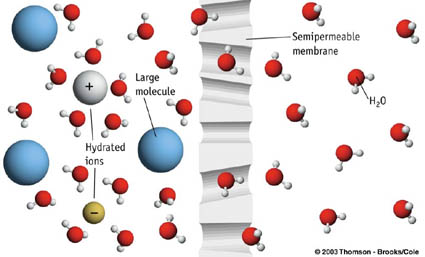 Semipermeable
membrane
+
Large
molecule
H₂O
Hydrated
ions
−
© 2003 Thomson - Brooks/Cole